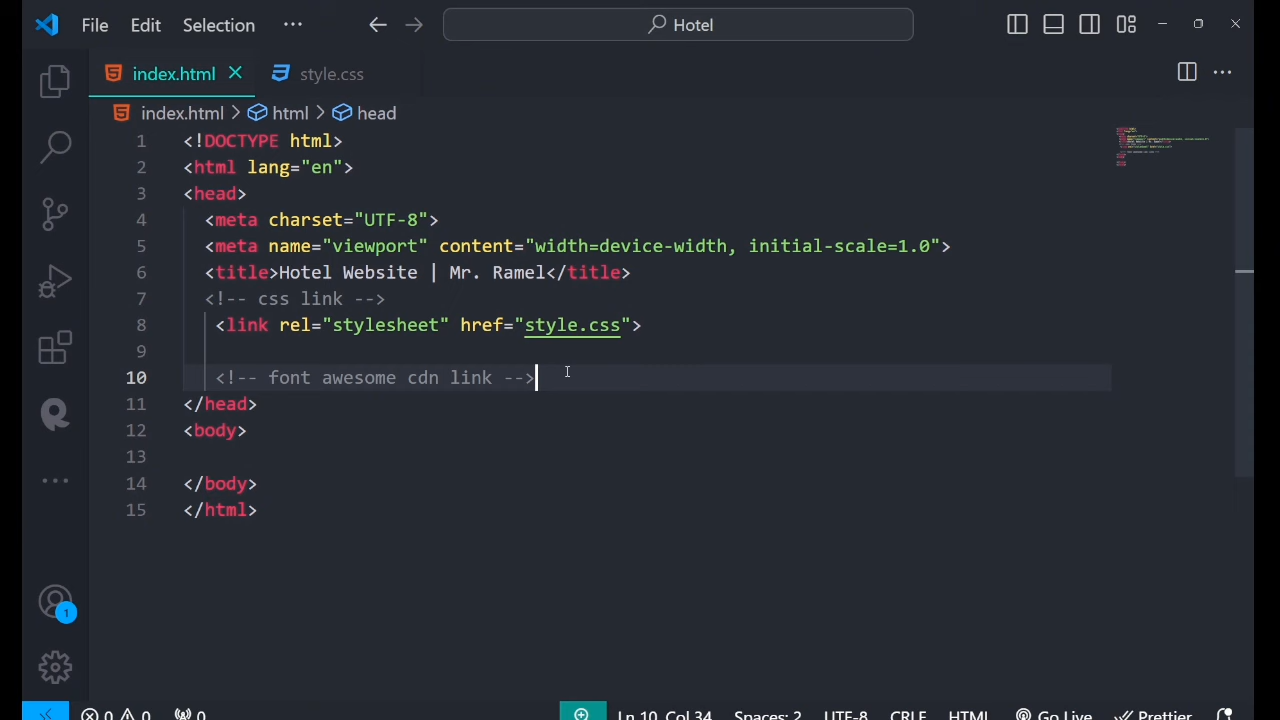 File Edit Selection ··· Hotel
index.html style.css
index.html > html > head
1 <!DOCTYPE html>
2 <html lang="en">
3 <head>
4 <meta charset="UTF-8">
5 <meta name="viewport" content="width=device-width, initial-scale=1.0">
6 <title>Hotel Website | Mr. Ramel</title>
7 <!-- css link -->
8 <link rel="stylesheet" href="style.css">
9
10 <!-- font awesome cdn link -->
11 </head>
12 <body>
13
14 </body>
15 </html>
1
0 0 0 Ln 10, Col 34 Spaces: 2 UTF-8 CRLF HTML Go Live Prettier